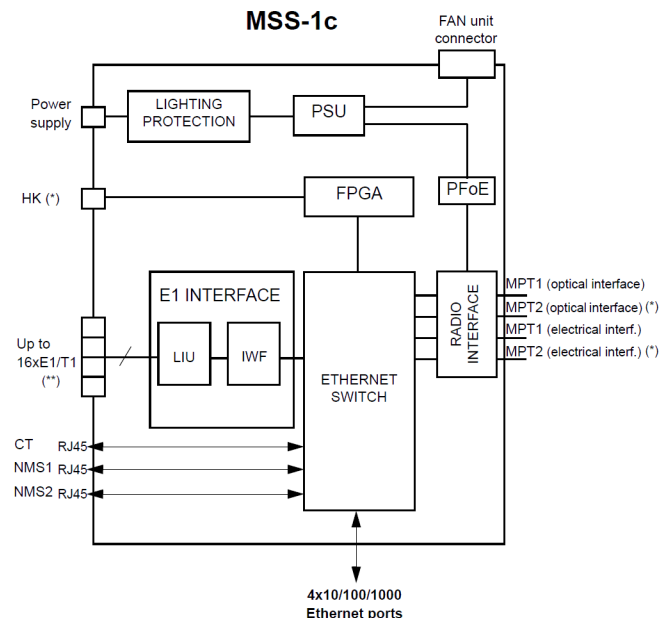 MSS-1c
FAN unit
connector
Power
supply
LIGHTING
PROTECTION
PSU
HK (*)
FPGA
PFoE
E1 INTERFACE
LIU
IWF
Up to
16xE1/T1
(**)
ETHERNET
SWITCH
RADIO
INTERFACE
MPT1 (optical interface)
MPT2 (optical interface) (*)
MPT1 (electrical interf.)
MPT2 (electrical interf.) (*)
CT RJ45
NMS1 RJ45
NMS2 RJ45
4x10/100/1000
Ethernet ports